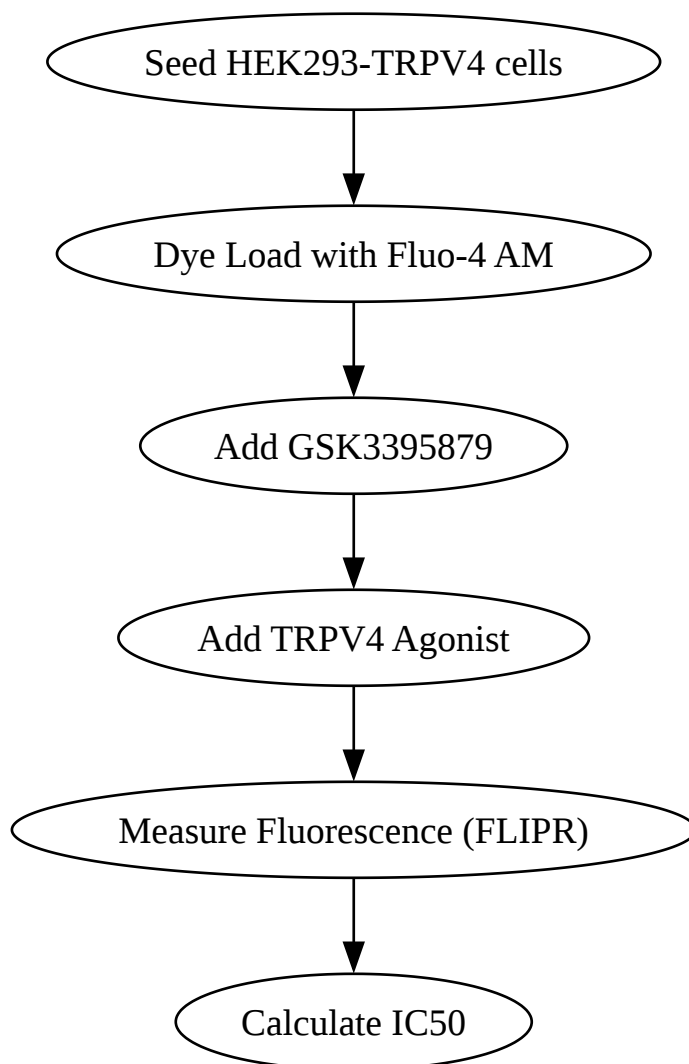 Seed HEK293-TRPV4 cells
Dye Load with Fluo-4 AM
Add GSK3395879
Add TRPV4 Agonist
Measure Fluorescence (FLIPR)
Calculate IC50